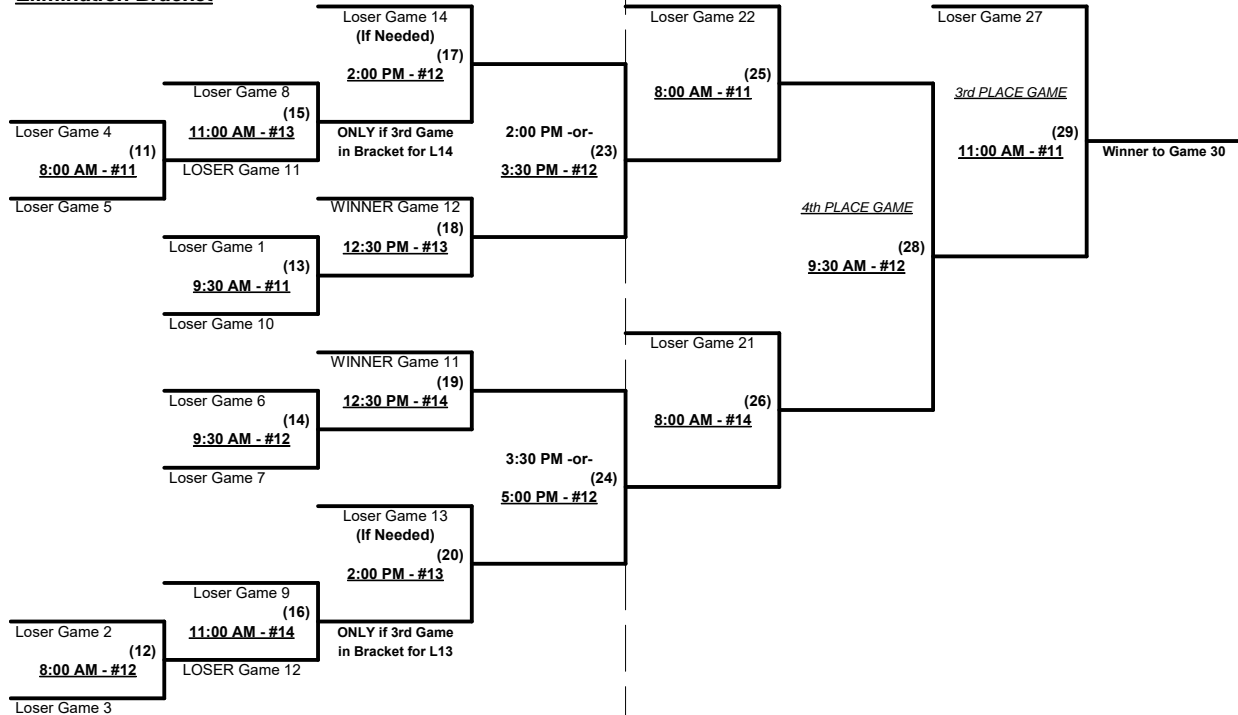 Elimination Bracket
Loser Game 14
(If Needed)
(17)
2:00 PM - #12
Loser Game 8
(15)
11:00 AM - #13
ONLY if 3rd Game
in Bracket for L14
Loser Game 4
(11)
8:00 AM - #11
LOSER Game 11
Loser Game 5
2:00 PM -or-
(23)
3:30 PM - #12
WINNER Game 12
(18)
12:30 PM - #13
Loser Game 1
(13)
9:30 AM - #11
Loser Game 10
WINNER Game 11
(19)
12:30 PM - #14
Loser Game 6
(14)
9:30 AM - #12
Loser Game 7
3:30 PM -or-
(24)
5:00 PM - #12
Loser Game 13
(If Needed)
(20)
2:00 PM - #13
Loser Game 9
(16)
11:00 AM - #14
ONLY if 3rd Game
in Bracket for L13
Loser Game 2
(12)
8:00 AM - #12
LOSER Game 12
Loser Game 3
Loser Game 22
(25)
8:00 AM - #11
Loser Game 21
(26)
8:00 AM - #14
4th PLACE GAME
(28)
9:30 AM - #12
Loser Game 27
3rd PLACE GAME
(29)
11:00 AM - #11
Winner to Game 30